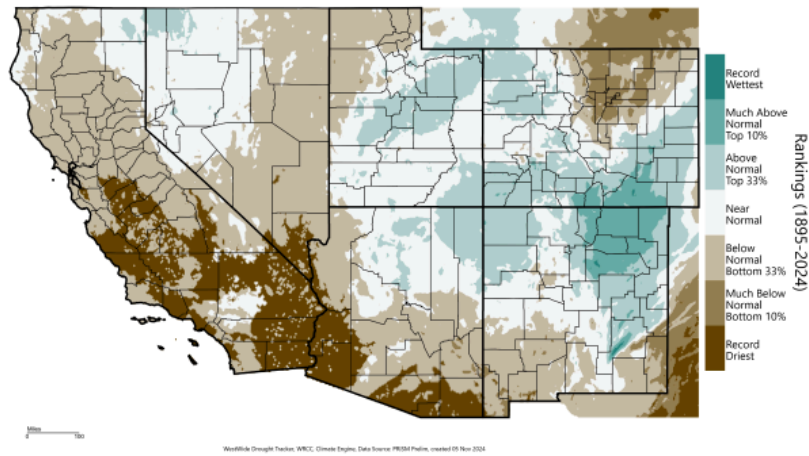 Record
Wettest
Much Above
Normal
Top 10%
Above
Normal
Top 33%
Near
Normal
Below
Normal
Bottom 33%
Much Below
Normal
Bottom 10%
Record
Driest
Rankings (1895-2024)
Miles
0 100
WestWide Drought Tracker, WRCC, Climate Engine, Data Source: PRISM Prelim, created 05 Nov 2024